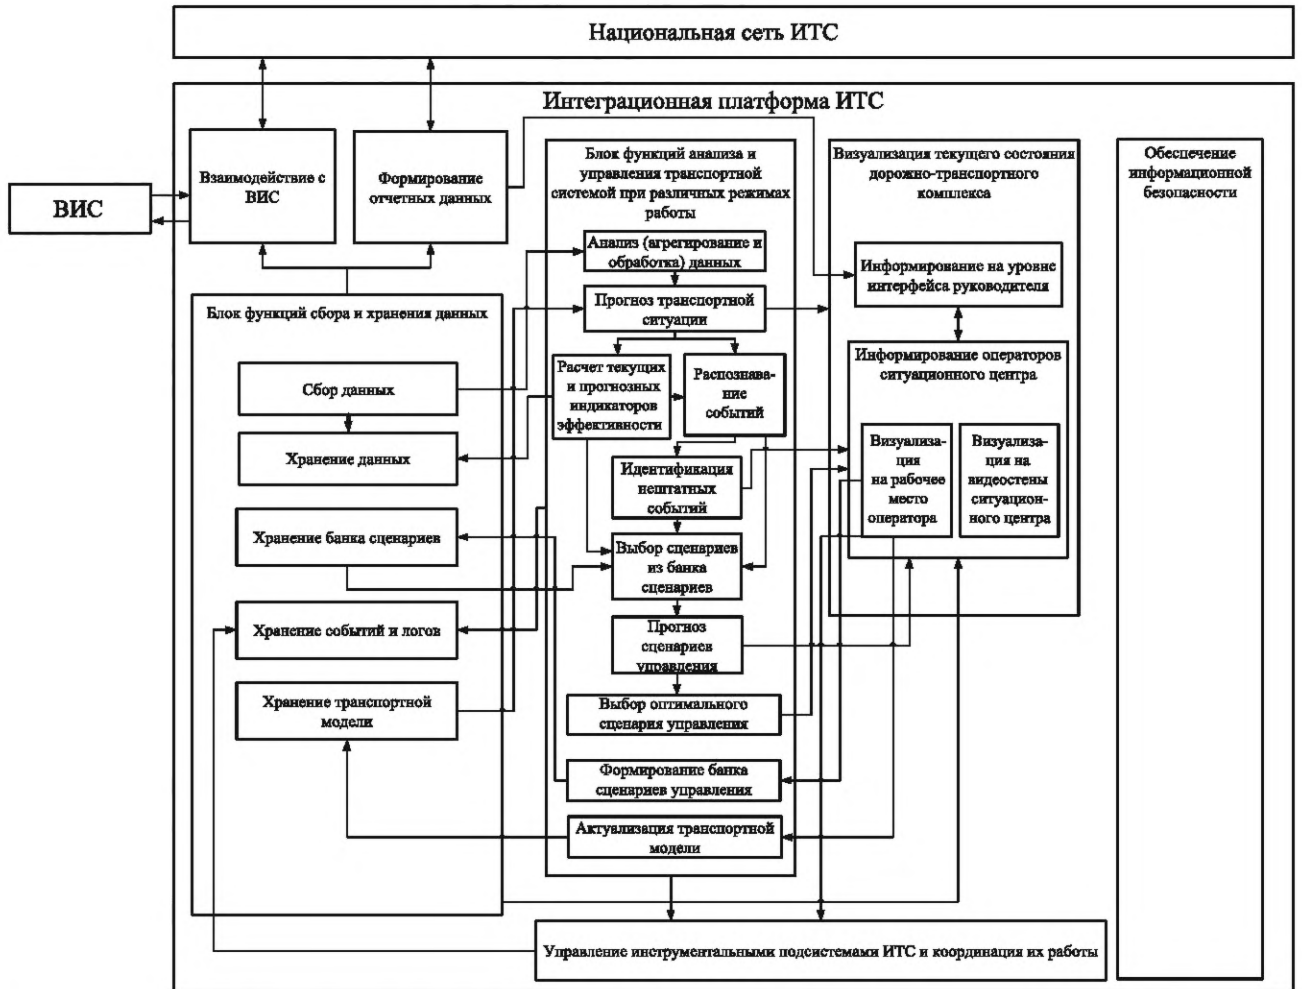 Национальная сеть ИТС
Интеграционная платформа ИТС
ВИС
Взаимодействие с
ВИС
Формирование
отчетных данных
Блок функций сбора и хранения данных
Сбор данных
Хранение данных
Хранение банка сценариев
Хранение событий и логов
Хранение транспортной
модели
Блок функций анализа и
управления транспортной
системой при различных режимах
работы
Анализ (агрегирование и
обработка) данных
Прогноз транспортной
ситуации
Расчет текущих
и прогнозных
индикаторов
эффективности
Распознава-
ние
событий
Идентификация
нештатных
событий
Выбор сценариев
из банка
сценариев
Прогноз
сценариев
управления
Выбор оптимального
сценария управления
Формирование банка
сценариев управления
Актуализация транспортной
модели
Визуализация текущего состояния
дорожно-транспортного
комплекса
Информирование на уровне
интерфейса руководителя
Информирование операторов
ситуационного центра
Визуализа-
ция
на рабочее
место
оператора
Визуализа-
ция на
видеостены
ситуацион-
ного центра
Обеспечение
информационной
безопасности
Управление инструментальными подсистемами ИТС и координация их работы